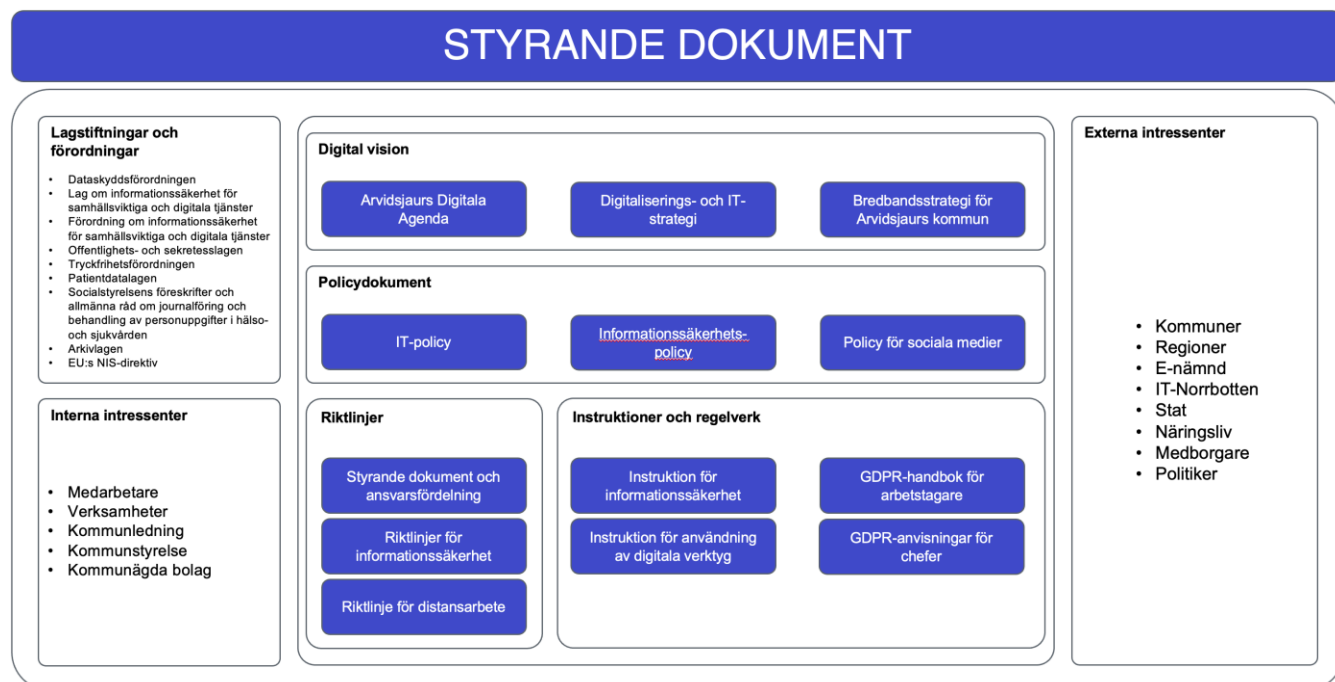 STYRANDE DOKUMENT
Lagstiftningar och
förordningar
• Dataskyddsförordningen
• Lag om informationssäkerhet för
samhällsviktiga och digitala tjänster
• Förordning om informationssäkerhet
för samhällsviktiga och digitala tjänster
• Offentlighets- och sekretesslagen
• Tryckfrihetsförordningen
• Patientdatalagen
• Socialstyrelsens föreskrifter och
allmänna råd om journalföring och
behandling av personuppgifter i hälso-
och sjukvården
• Arkivlagen
• EU:s NIS-direktiv
Interna intressenter
• Medarbetare
• Verksamheter
• Kommunledning
• Kommunstyrelse
• Kommunägda bolag
Digital vision
Arvidsjaurs Digitala
Agenda
Digitaliserings- och IT-
strategi
Bredbandsstrategi för
Arvidsjaurs kommun
Policydokument
IT-policy
Informationssäkerhets-
policy
Policy för sociala medier
Riktlinjer
Styrande dokument och
ansvarsfördelning
Riktlinjer för
informationssäkerhet
Riktlinje för distansarbete
Instruktioner och regelverk
Instruktion för
informationssäkerhet
GDPR-handbok för
arbetstagare
Instruktion för användning
av digitala verktyg
GDPR-anvisningar för
chefer
Externa intressenter
• Kommuner
• Regioner
• E-nämnd
• IT-Norrbotten
• Stat
• Näringsliv
• Medborgare
• Politiker